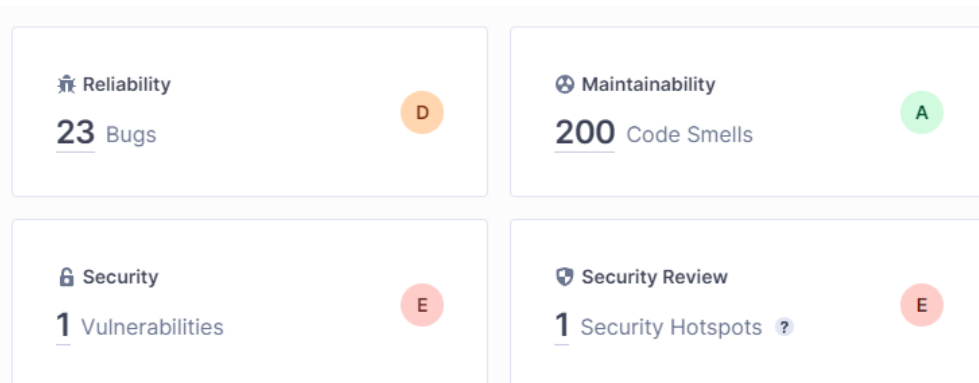 Reliability
23 Bugs
D
Maintainability
200 Code Smells
A
Security
1 Vulnerabilities
E
Security Review
1 Security Hotspots ?
E